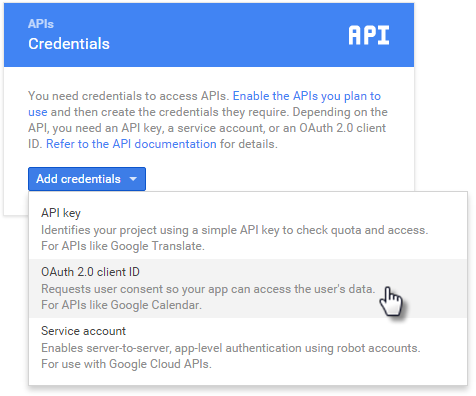 APIs
Credentials
API
You need credentials to access APIs. Enable the APIs you plan to
use and then create the credentials they require. Depending on the
API, you need an API key, a service account, or an OAuth 2.0 client
ID. Refer to the API documentation for details.
Add credentials
API key
Identifies your project using a simple API key to check quota and access.
For APIs like Google Translate.
OAuth 2.0 client ID
Requests user consent so your app can access the user's data.
For APIs like Google Calendar.
Service account
Enables server-to-server, app-level authentication using robot accounts.
For use with Google Cloud APIs.